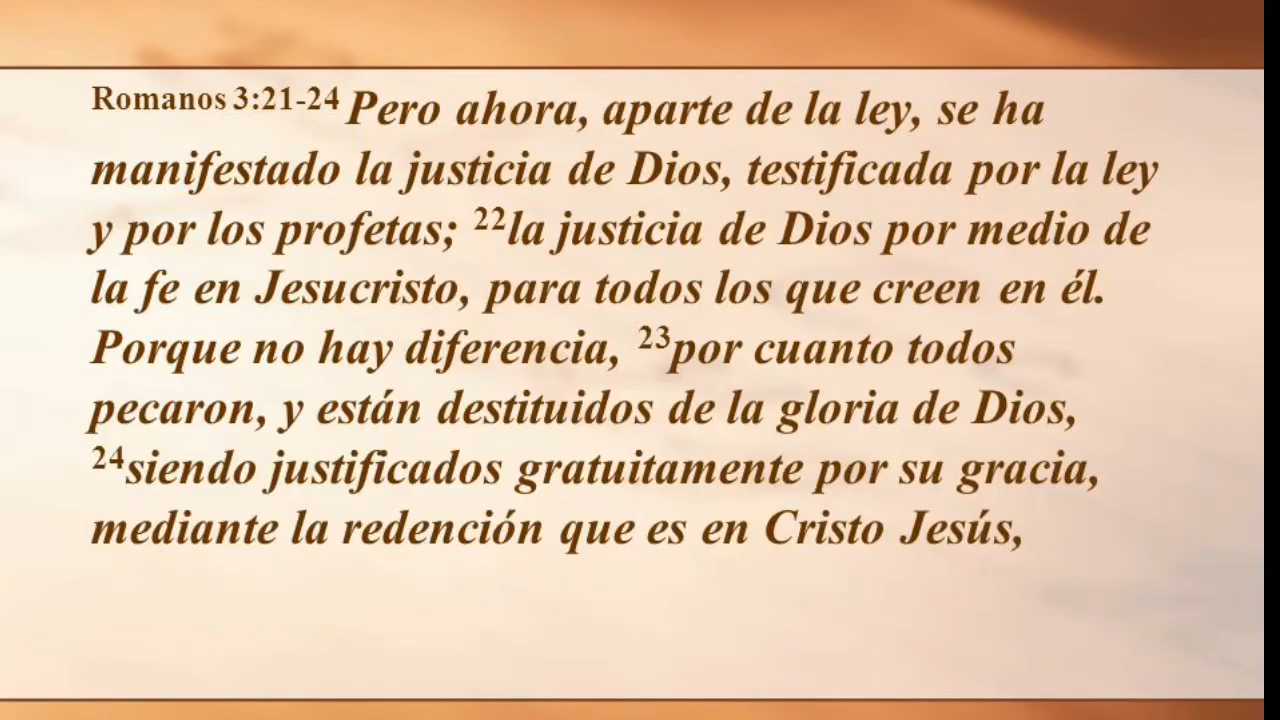 Romanos 3:21-24 Pero ahora, aparte de la ley, se ha
manifestado la justicia de Dios, testificada por la ley
y por los profetas; 22la justicia de Dios por medio de
la fe en Jesucristo, para todos los que creen en él.
Porque no hay diferencia, 23por cuanto todos
pecaron, y están destituidos de la gloria de Dios,
24siendo justificados gratuitamente por su gracia,
mediante la redención que es en Cristo Jesús,